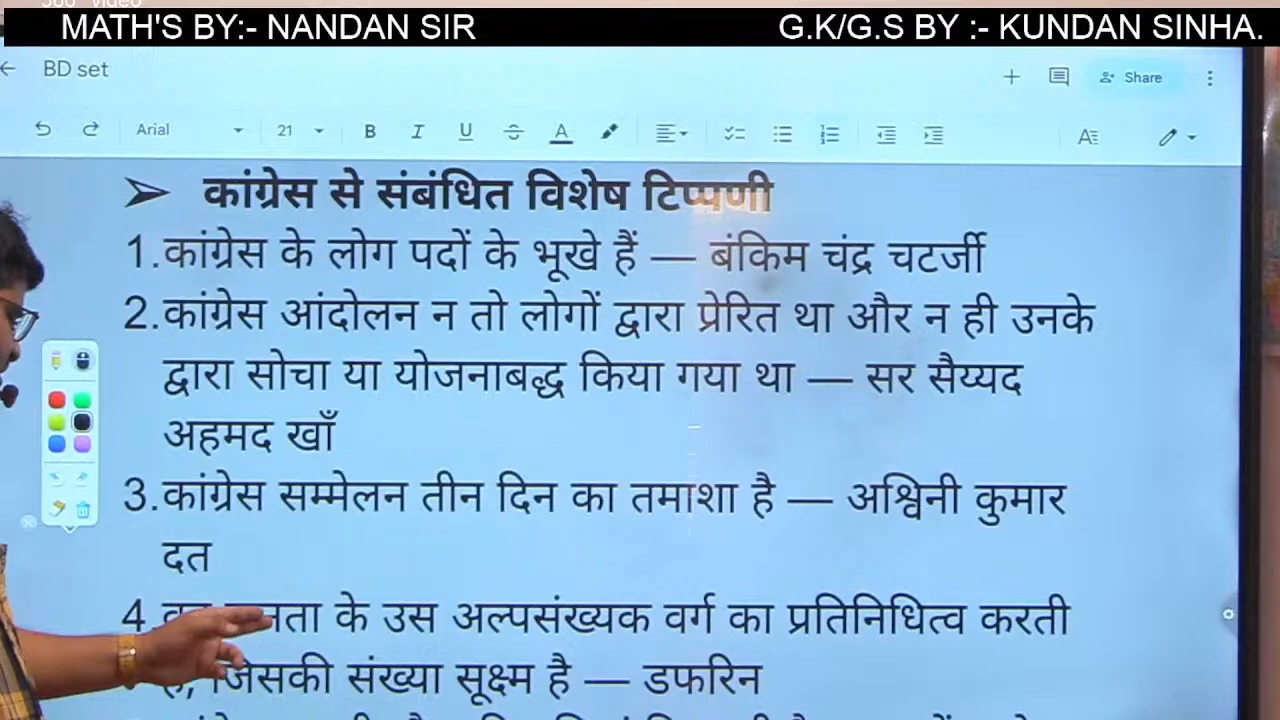 360° Video
MATH'S BY:- NANDAN SIR
G.K/G.S BY :- KUNDAN SINHA.
BD set
Share
Arial
21
B I U S A
➢ कांग्रेस से संबंधित विशेष टिप्पणी
1.कांग्रेस के लोग पदों के भूखे हैं — बंकिम चंद्र चटर्जी
2.कांग्रेस आंदोलन न तो लोगों द्वारा प्रेरित था और न ही उनके
द्वारा सोचा या योजनाबद्ध किया गया था — सर सैय्यद
अहमद खाँ
3.कांग्रेस सम्मेलन तीन दिन का तमाशा है — अश्विनी कुमार
दत
4 के उस अल्पसंख्यक वर्ग का प्रतिनिधित्व करती
जिसकी संख्या सूक्ष्म है — डफरिन